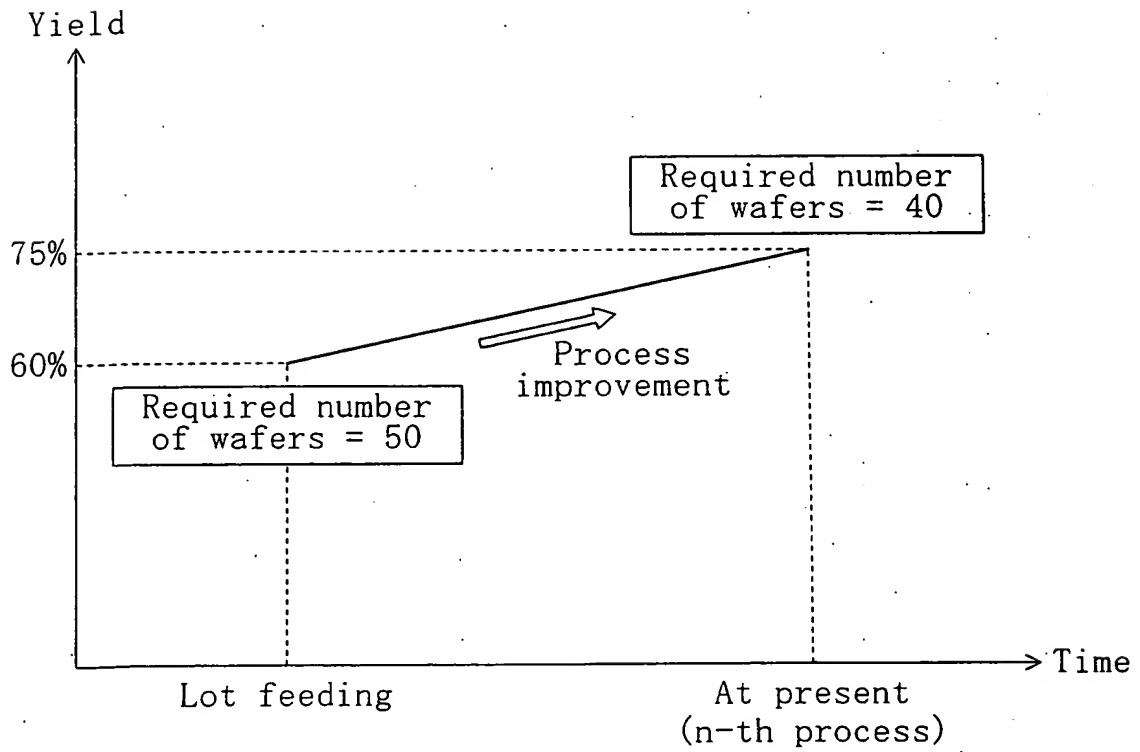 Yield
Required number
of wafers = 40
75%
60%
Process
improvement
Required number
of wafers = 50
Time
Lot feeding
At present
(n-th process)